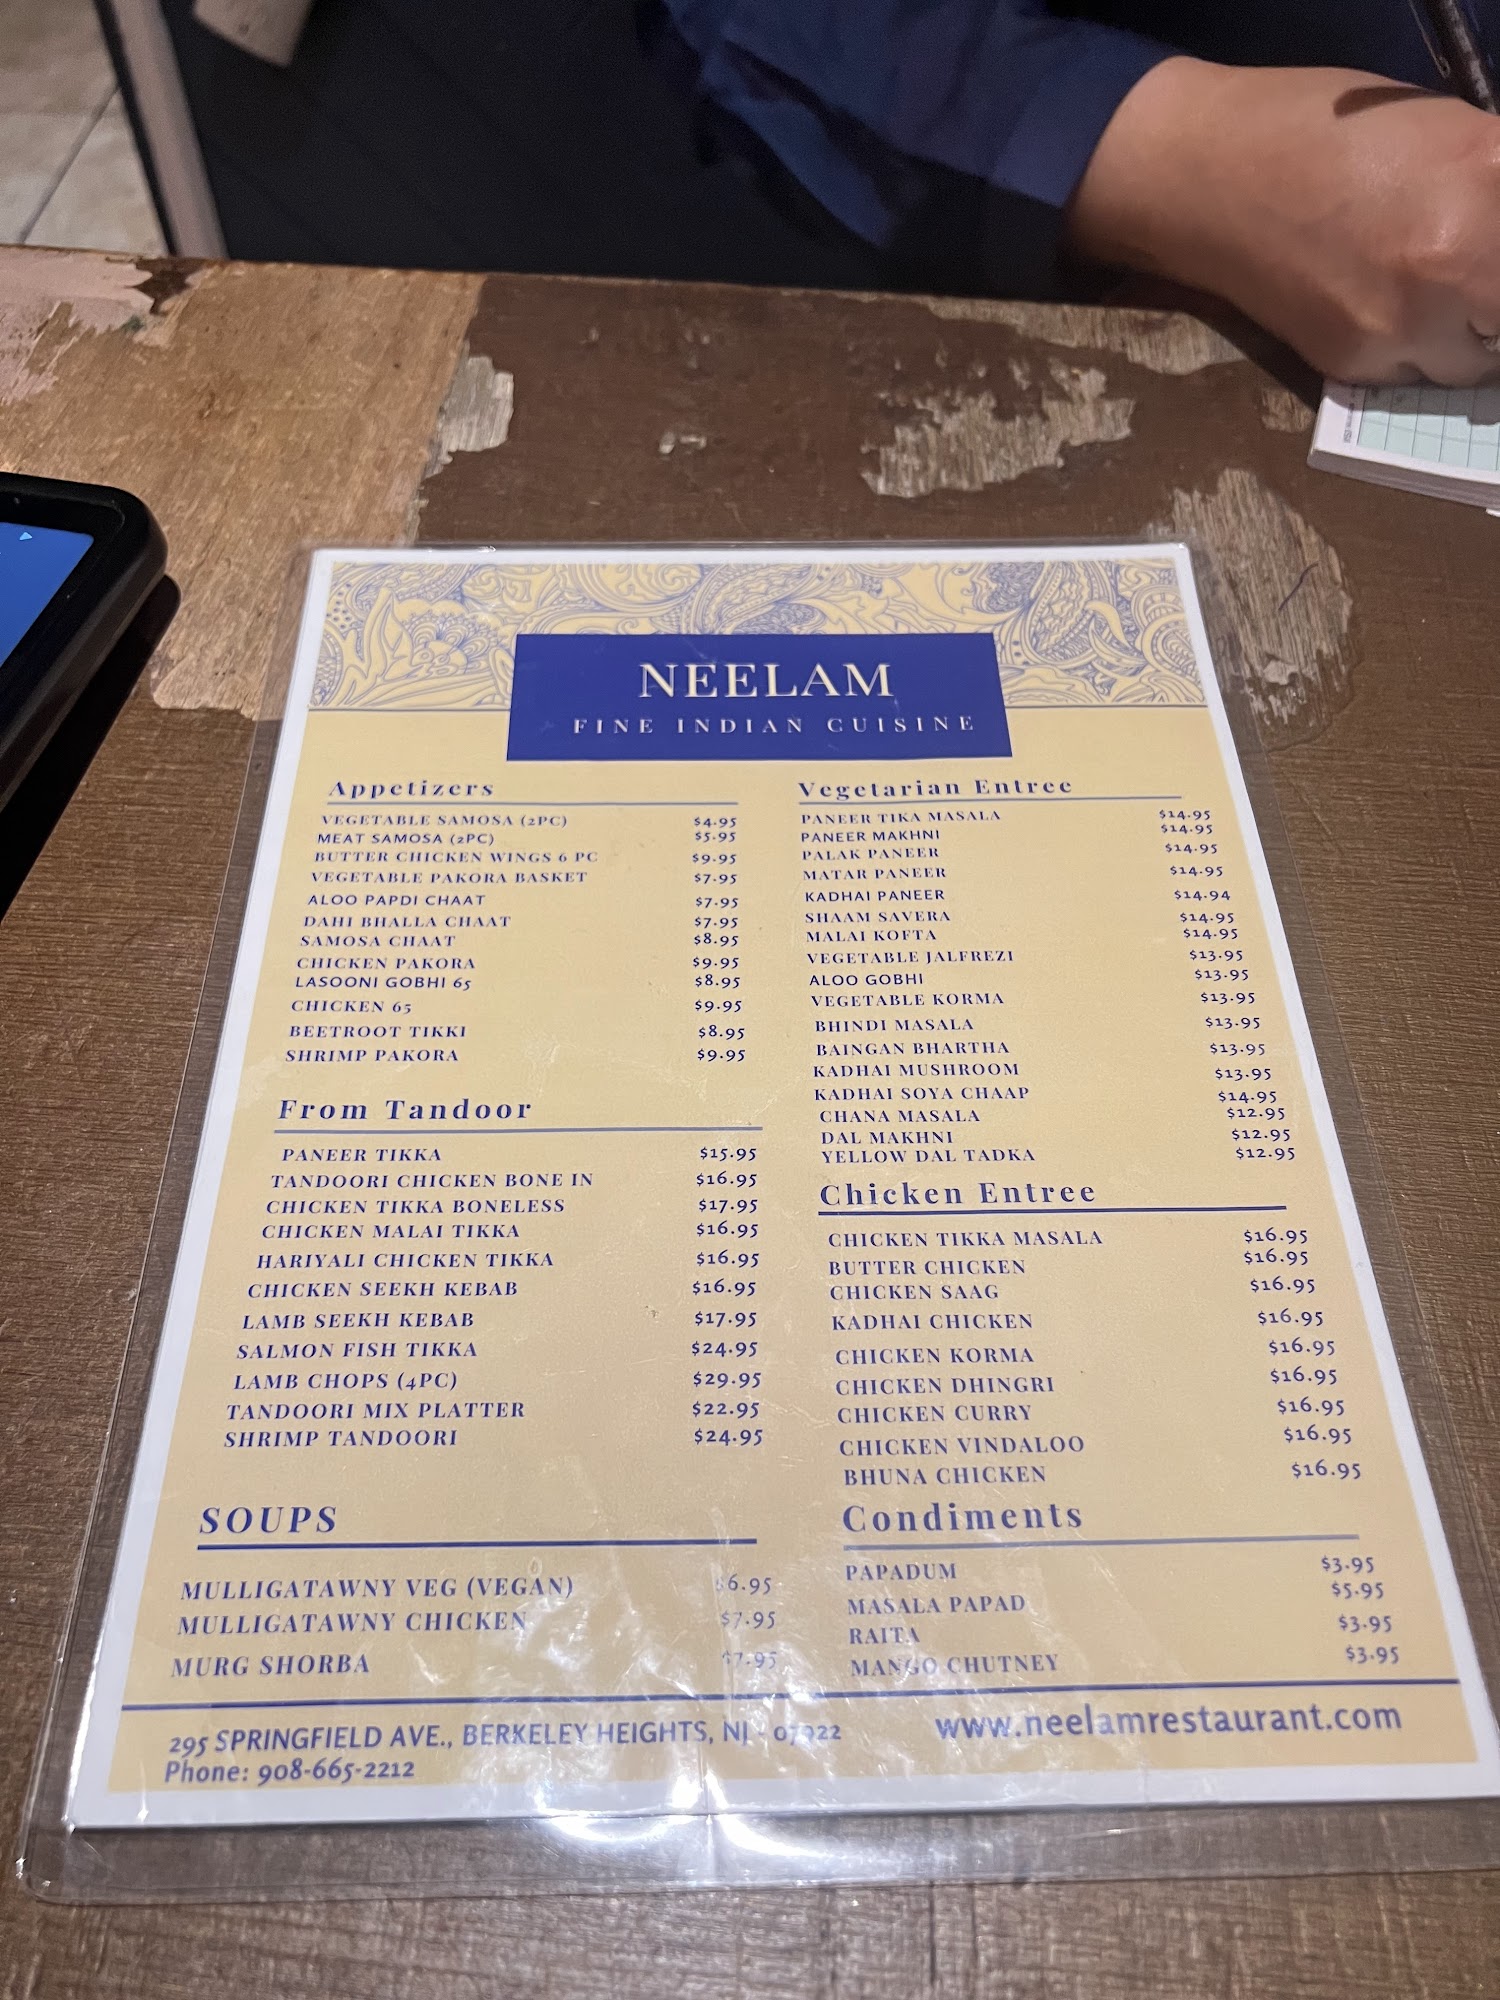 NEELAM
FINE INDIAN CUISINE
Appetizers
VEGETABLE SAMOSA (2PC) $4.95
MEAT SAMOSA (2PC) $5.95
BUTTER CHICKEN WINGS 6 PC $9.95
VEGETABLE PAKORA BASKET $7.95
ALOO PAPDI CHAAT $7.95
DAHI BHALLA CHAAT $7.95
SAMOSA CHAAT $8.95
CHICKEN PAKORA $9.95
LASOONI GOBHI 65 $8.95
CHICKEN 65 $9.95
BEETROOT TIKKI $8.95
SHRIMP PAKORA $9.95
From Tandoor
PANEER TIKKA $15.95
TANDOORI CHICKEN BONE IN $16.95
CHICKEN TIKKA BONELESS $17.95
CHICKEN MALAI TIKKA $16.95
HARIYALI CHICKEN TIKKA $16.95
CHICKEN SEEKH KEBAB $16.95
LAMB SEEKH KEBAB $17.95
SALMON FISH TIKKA $24.95
LAMB CHOPS (4PC) $29.95
TANDOORI MIX PLATTER $22.95
SHRIMP TANDOORI $24.95
SOUPS
MULLIGATAWNY VEG (VEGAN) $6.95
MULLIGATAWNY CHICKEN $7.95
MURG SHORBA $7.95
Vegetarian Entree
PANEER TIKA MASALA $14.95
PANEER MAKHNI $14.95
PALAK PANEER $14.95
MATAR PANEER $14.95
KADHAI PANEER $14.94
SHAAM SAVERA $14.95
MALAI KOFTA $14.95
VEGETABLE JALFREZI $13.95
ALOO GOBHI $13.95
VEGETABLE KORMA $13.95
BHINDI MASALA $13.95
BAINGAN BHARTHA $13.95
KADHAI MUSHROOM $13.95
KADHAI SOYA CHAAP $14.95
CHANA MASALA $12.95
DAL MAKHNI $12.95
YELLOW DAL TADKA $12.95
Chicken Entree
CHICKEN TIKKA MASALA $16.95
BUTTER CHICKEN $16.95
CHICKEN SAAG $16.95
KADHAI CHICKEN $16.95
CHICKEN KORMA $16.95
CHICKEN DHINGRI $16.95
CHICKEN CURRY $16.95
CHICKEN VINDALOO $16.95
BHUNA CHICKEN $16.95
Condiments
PAPADUM $3.95
MASALA PAPAD $5.95
RAITA $3.95
MANGO CHUTNEY $3.95
295 SPRINGFIELD AVE., BERKELEY HEIGHTS, NJ - 07922
Phone: 908-665-2212
www.neelamrestaurant.com